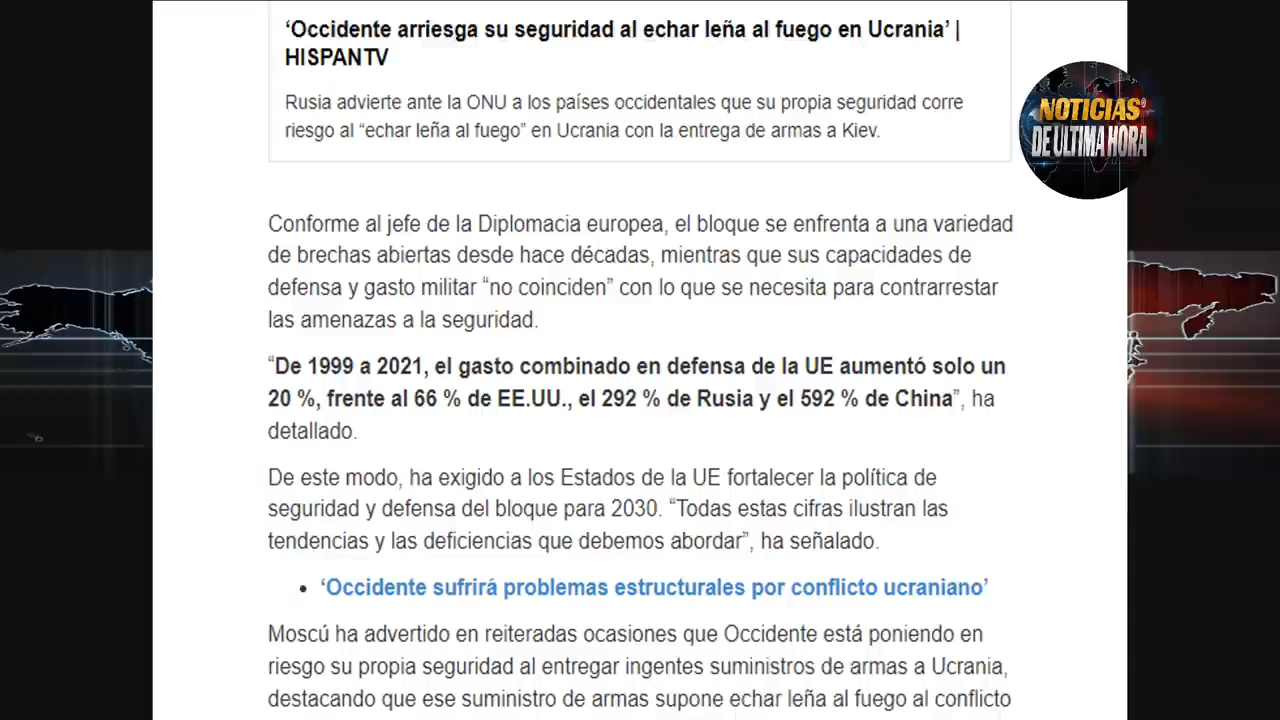 ‘Occidente arriesga su seguridad al echar leña al fuego en Ucrania’ |
HISPANTV
Rusia advierte ante la ONU a los países occidentales que su propia seguridad corre
riesgo al “echar leña al fuego” en Ucrania con la entrega de armas a Kiev.
NOTICIAS®
DE ÚLTIMA HORA
Conforme al jefe de la Diplomacia europea, el bloque se enfrenta a una variedad
de brechas abiertas desde hace décadas, mientras que sus capacidades de
defensa y gasto militar “no coinciden” con lo que se necesita para contrarrestar
las amenazas a la seguridad.
“De 1999 a 2021, el gasto combinado en defensa de la UE aumentó solo un
20 %, frente al 66 % de EE.UU., el 292 % de Rusia y el 592 % de China”, ha
detallado.
De este modo, ha exigido a los Estados de la UE fortalecer la política de
seguridad y defensa del bloque para 2030. “Todas estas cifras ilustran las
tendencias y las deficiencias que debemos abordar”, ha señalado.
• ‘Occidente sufrirá problemas estructurales por conflicto ucraniano’
Moscú ha advertido en reiteradas ocasiones que Occidente está poniendo en
riesgo su propia seguridad al entregar ingentes suministros de armas a Ucrania,
destacando que ese suministro de armas supone echar leña al fuego al conflicto